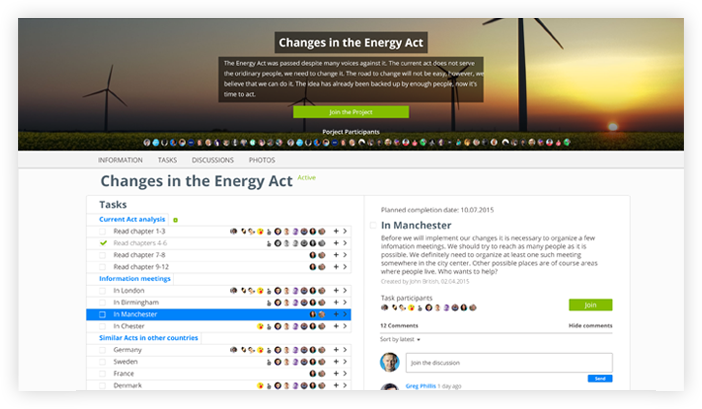 Changes in the Energy Act
The Energy Act was passed despite many voices against it. The current act does not serve
the oridinary people, we need to change it. The road to change will not be easy, however, we
believe that we can do it. The idea has already been backed up by enough people, now it's
time to act.
Join the Project
Porject Participants
INFORMATION TASKS DISCUSSIONS PHOTOS
Changes in the Energy Act Active
Tasks
Current Act analysis
Read chapter 1-3
Read chapters 4-6
Read chapter 7-8
Read chapter 9-12
Information meetings
In London
In Birmingham
In Manchester
In Chester
Similar Acts in other countries
Germany
Sweden
France
Denmark
Planned completion date: 10.07.2015
In Manchester
Before we will implement our changes it is necessary to organize a few
infomation meetings. We should try to reach as many people as it is
possible. We definitely need to organize at least one such meeting
somewhere in the city center. Other possible places are of course areas
where people live. Who wants to help?
Created by John British, 02.04.2015
Task participants
Join
12 Comments Hide comments
Sort by latest
Join the discussion
Send
Greg Phillis 1 day ago